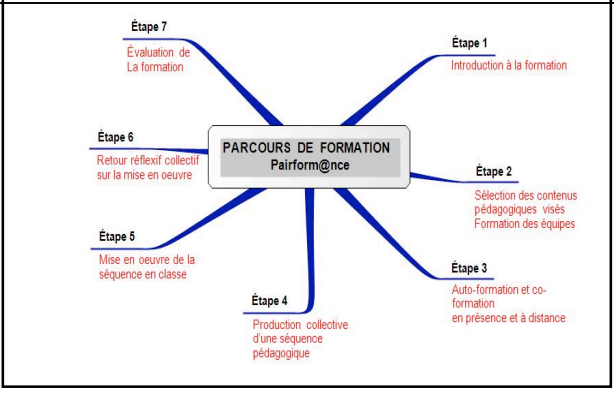 PARCOURS DE FORMATION
Pairform@nce
Étape 1
Introduction à la formation
Étape 2
Sélection des contenus
pédagogiques visés
Formation des équipes
Étape 3
Auto-formation et co-
formation
en présence et à distance
Étape 4
Production collective
d'une séquence
pédagogique
Étape 5
Mise en oeuvre de la
séquence en classe
Étape 6
Retour réflexif collectif
sur la mise en oeuvre
Étape 7
Évaluation de
La formation